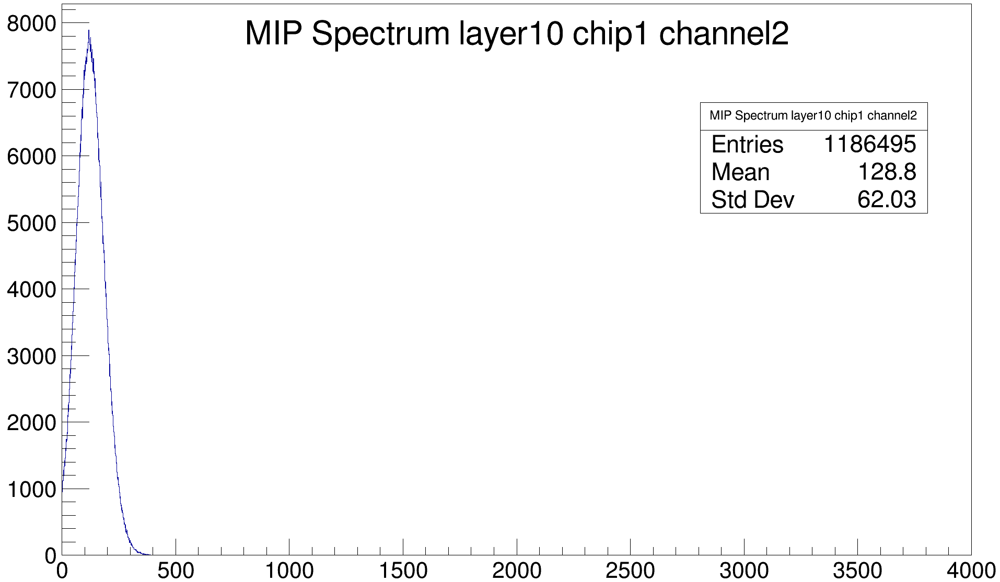 MIP Spectrum layer10 chip1 channel2
8000
7000
6000
5000
4000
3000
2000
1000
0
MIP Spectrum layer10 chip1 channel2
Entries 1186495
Mean 128.8
Std Dev 62.03
0 500 1000 1500 2000 2500 3000 3500 4000